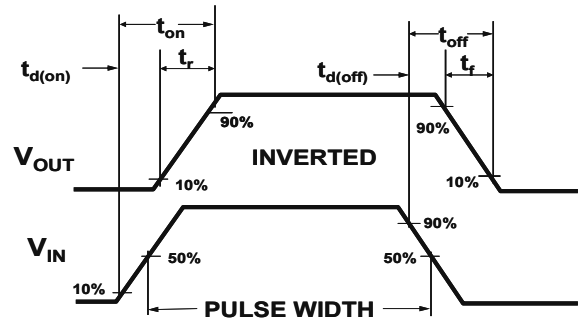 t_on
t_off
t_d(on)
t_r
t_d(off)
t_f
90%
90%
V_OUT
INVERTED
10%
10%
90%
V_IN
50%
50%
10%
PULSE WIDTH